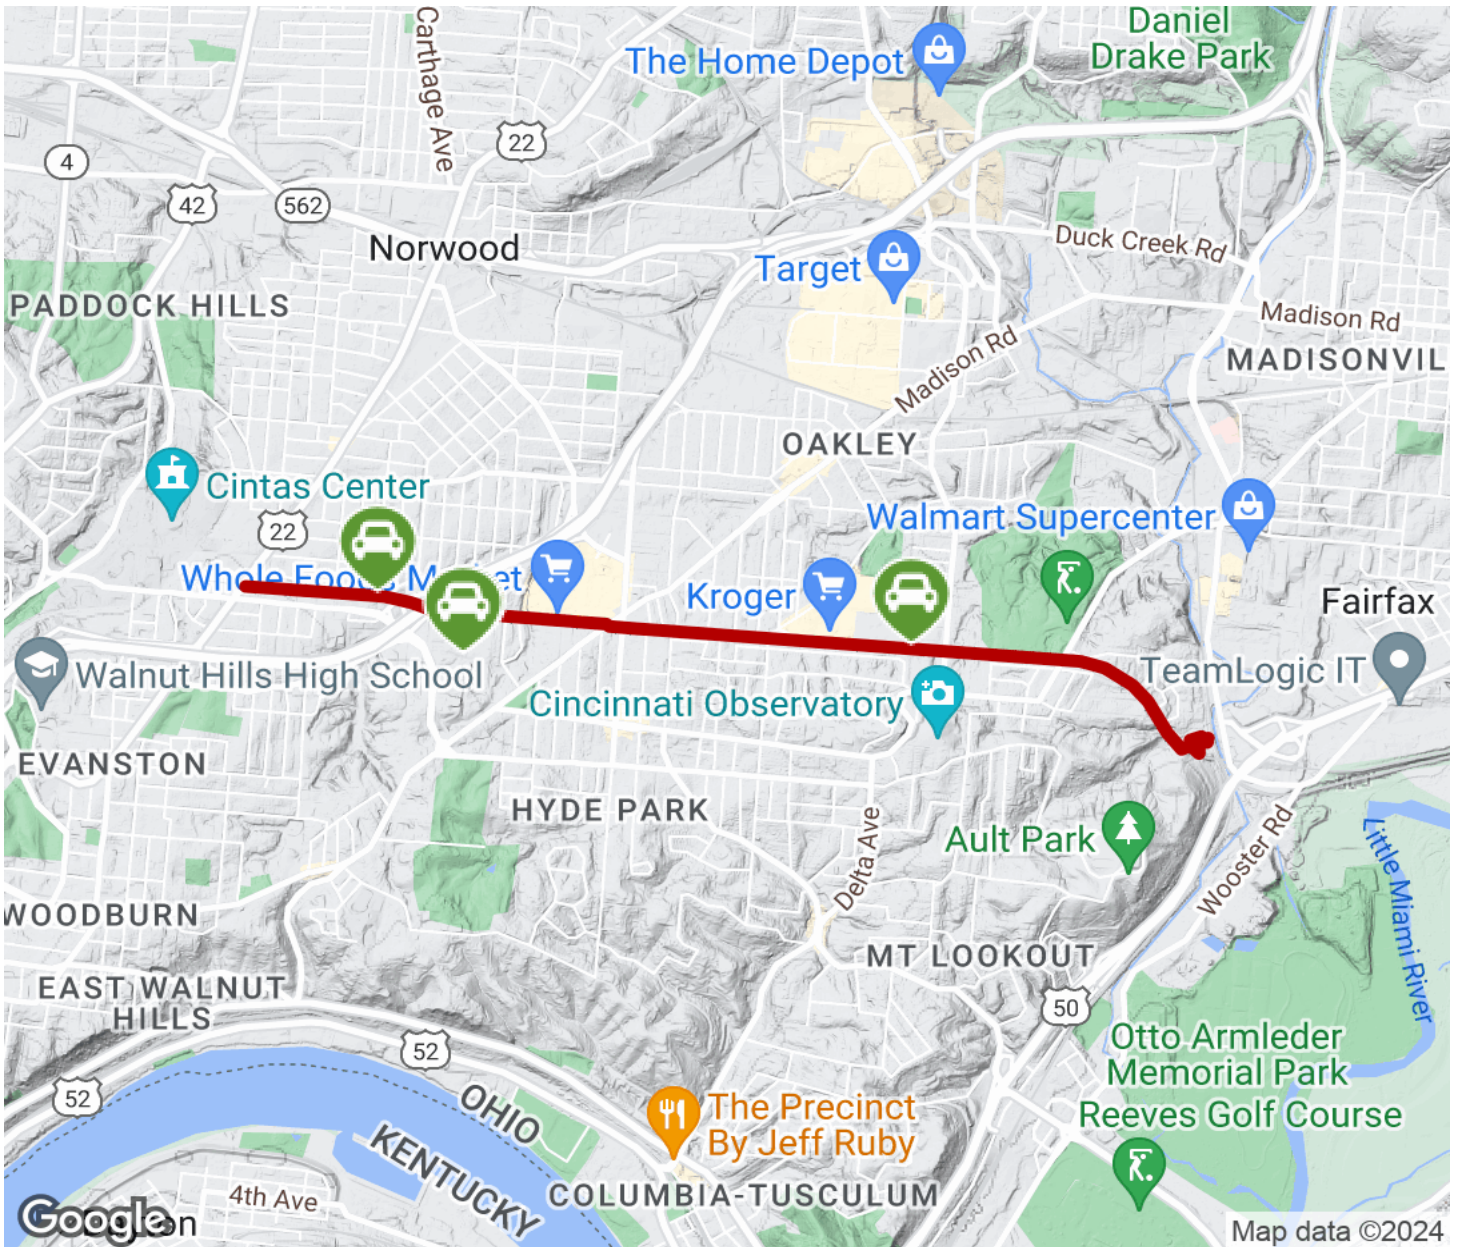 Daniel
Drake Park
Carthage Ave
The Home Depot
22
4
42
562
Norwood
Duck Creek Rd
Target
PADDOCK HILLS
Madison Rd
Madison Rd
MADISONVIL
OAKLEY
Cintas Center
22
Walmart Supercenter
Whole Foods Market
Kroger
Fairfax
TeamLogic IT
Walnut Hills High School
Cincinnati Observatory
EVANSTON
HYDE PARK
Ault Park
Delta Ave
Wooster Rd
Little Miami River
WOODBURN
MT LOOKOUT
EAST WALNUT
HILLS
50
52
52
OHIO
KENTUCKY
Otto Armleder
Memorial Park
Reeves Golf Course
The Precinct
By Jeff Ruby
COLUMBIA-TUSCULUM
4th Ave
Google
Map data ©2024